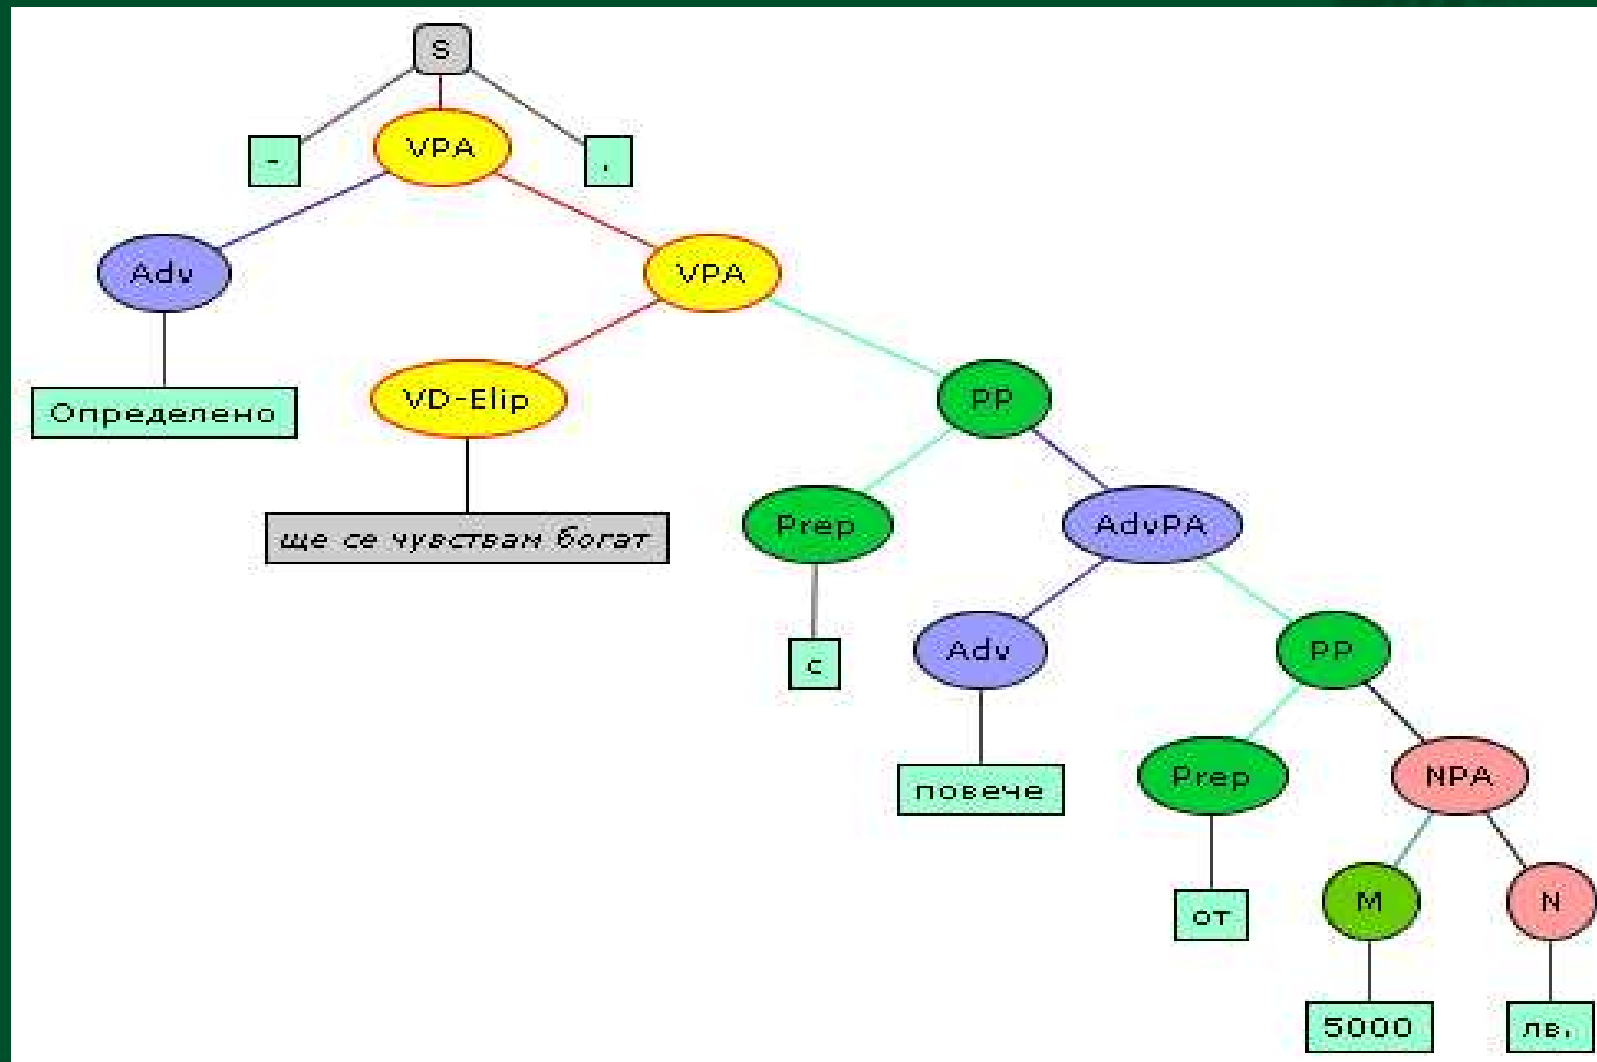 S
-
VPA
.
Adv
VPA
Определено
VD-Elip
PP
ще се чувствам богат
Prep
AdvPA
с
Adv
PP
повече
Prep
NPA
от
M
N
5000
лв.